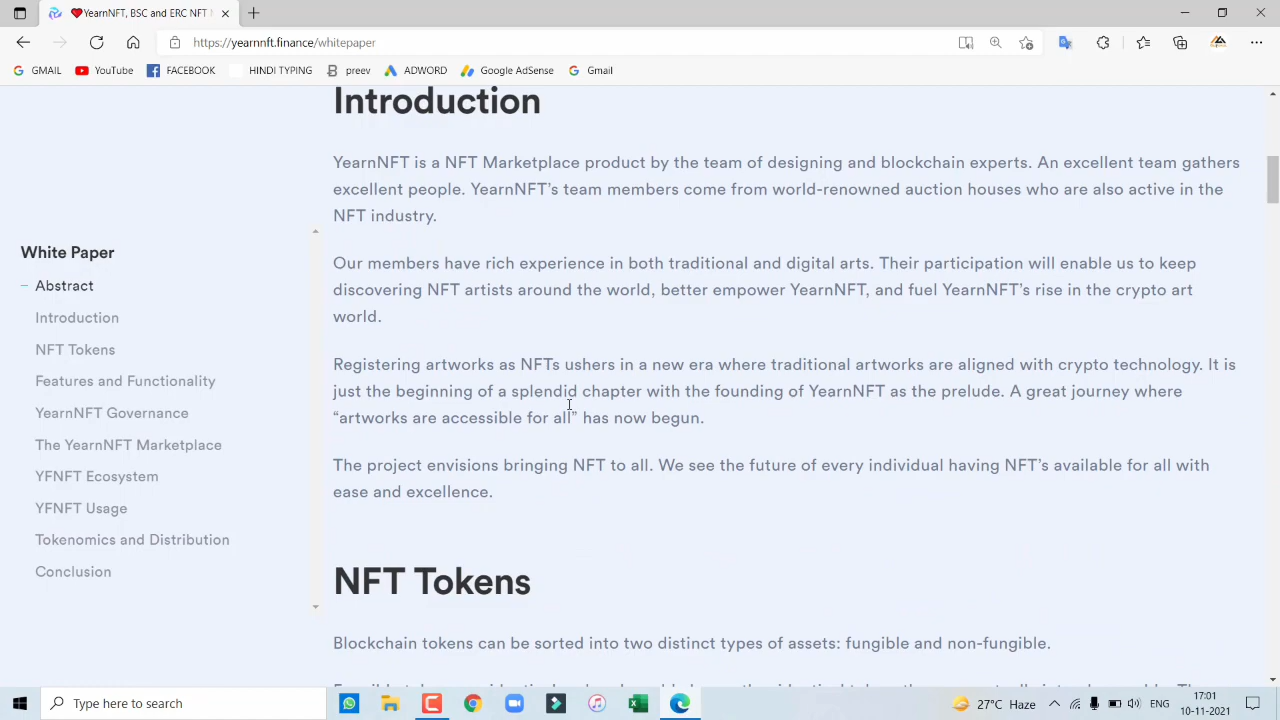 YearnNFT, BSC and ERC NFT
https://yearnnft.finance/whitepaper
GMAIL
YouTube
FACEBOOK
HINDI TYPING
preev
ADWORD
Google AdSense
Gmail
Introduction
YearnNFT is a NFT Marketplace product by the team of designing and blockchain experts. An excellent team gathers
excellent people. YearnNFT's team members come from world-renowned auction houses who are also active in the
NFT industry.
Our members have rich experience in both traditional and digital arts. Their participation will enable us to keep
discovering NFT artists around the world, better empower YearnNFT, and fuel YearnNFT's rise in the crypto art
world.
Registering artworks as NFTs ushers in a new era where traditional artworks are aligned with crypto technology. It is
just the beginning of a splendid chapter with the founding of YearnNFT as the prelude. A great journey where
“artworks are accessible for all” has now begun.
The project envisions bringing NFT to all. We see the future of every individual having NFT's available for all with
ease and excellence.
NFT Tokens
Blockchain tokens can be sorted into two distinct types of assets: fungible and non-fungible.
White Paper
Abstract
Introduction
NFT Tokens
Features and Functionality
YearnNFT Governance
The YearnNFT Marketplace
YFNFT Ecosystem
YFNFT Usage
Tokenomics and Distribution
Conclusion
Type here to search
27°C Haze
ENG
17:01
10-11-2021